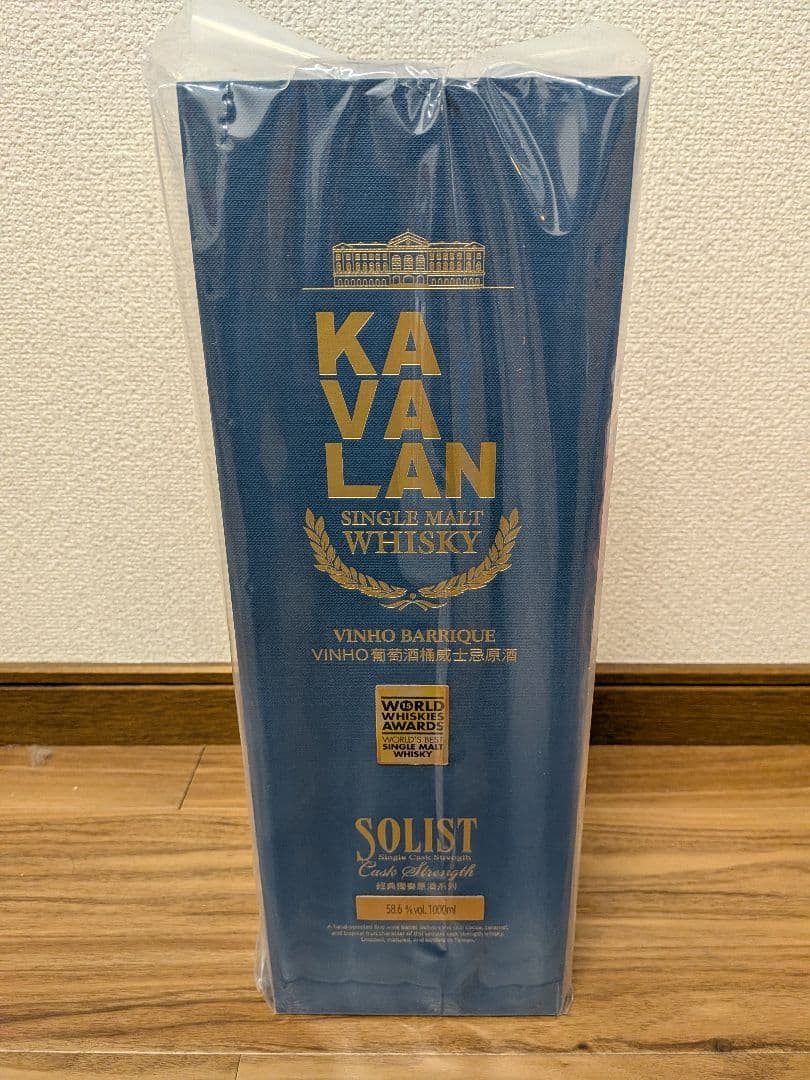 KA
VA
LAN
SINGLE MALT
WHISKY
VINHO BARRIQUE
VINHO葡萄酒桶威士忌原酒
WORLD
WHISKIES
AWARDS
WORLD'S BEST
SINGLE MALT
WHISKY
SOLIST
Single Cask Strength
Cask Strength
經典獨奏原酒系列
58.6 %vol. 1000ml